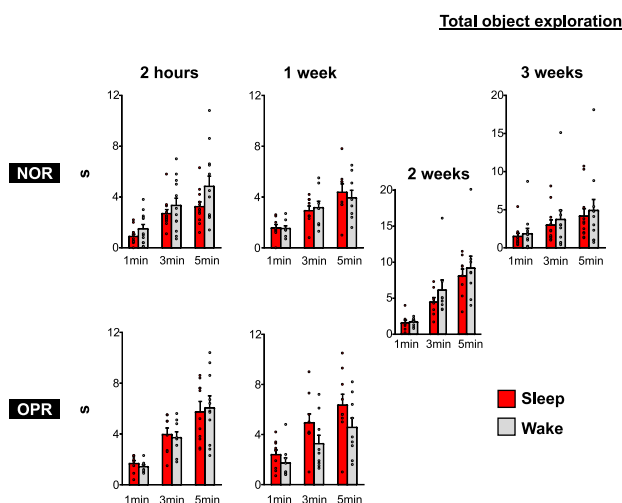 Total object exploration
2 hours
1 week
3 weeks
12
8
4
0
12
8
4
0
20
15
10
5
0
NOR
s
2 weeks
20
15
10
5
0
1min 3min 5min
1min 3min 5min
1min 3min 5min
1min 3min 5min
12
8
4
0
12
8
4
0
OPR
s
Sleep
Wake
1min 3min 5min
1min 3min 5min